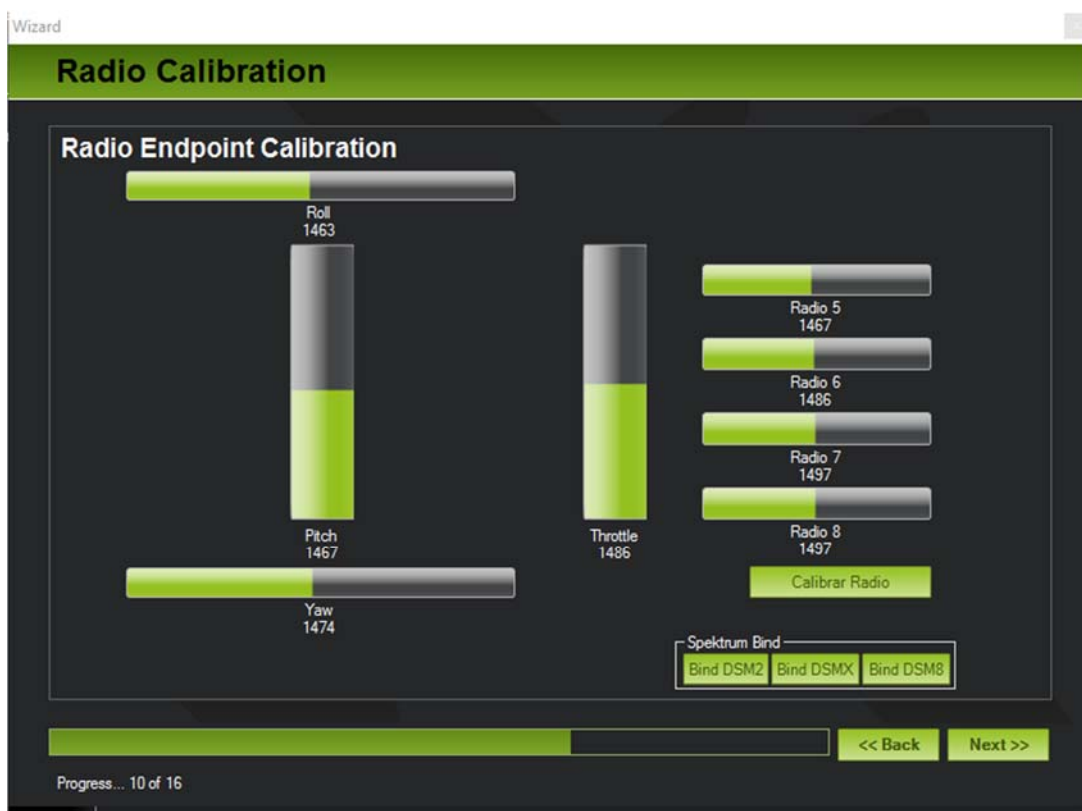 Wizard
Radio Calibration
Radio Endpoint Calibration
Roll
1463
Pitch
1467
Throttle
1486
Yaw
1474
Radio 5
1467
Radio 6
1486
Radio 7
1497
Radio 8
1497
Calibrar Radio
Spektrum Bind
Bind DSM2 Bind DSMX Bind DSM8
<< Back Next >>
Progress... 10 of 16